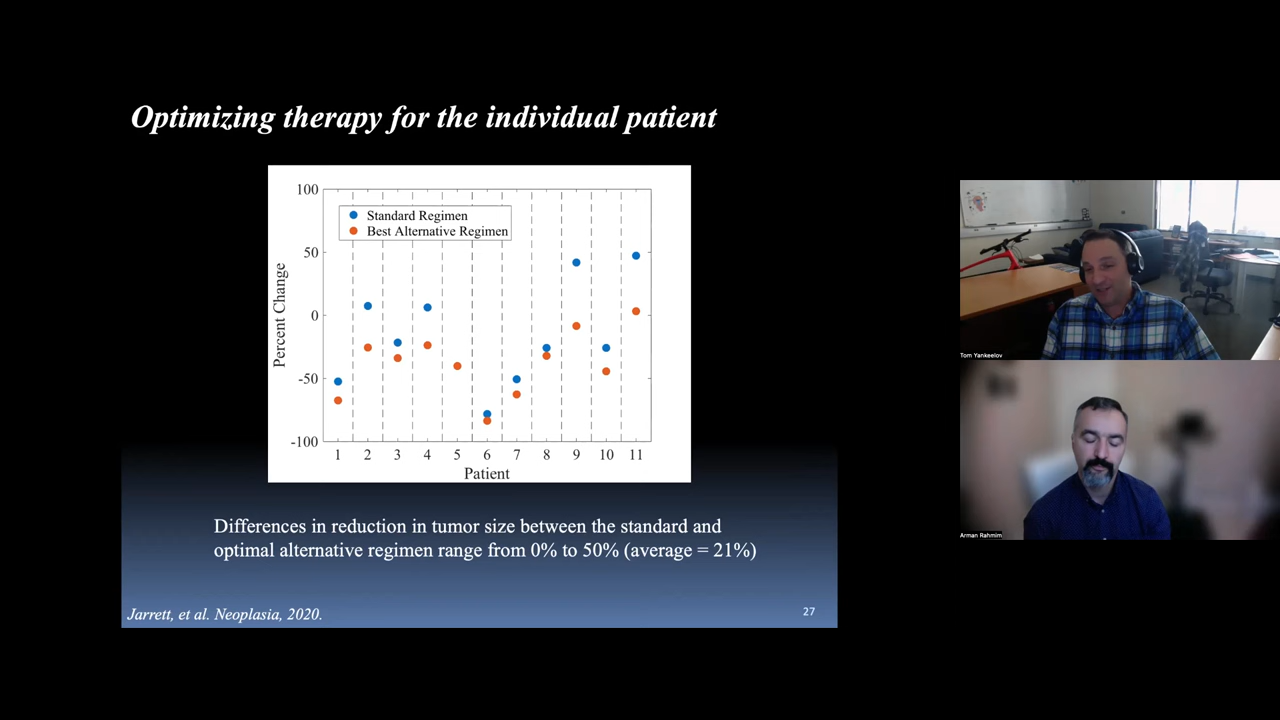 Optimizing therapy for the individual patient
100
50
0
-50
-100
Percent Change
Standard Regimen
Best Alternative Regimen
1 2 3 4 5 6 7 8 9 10 11
Patient
Differences in reduction in tumor size between the standard and
optimal alternative regimen range from 0% to 50% (average = 21%)
Jarrett, et al. Neoplasia, 2020.
27
Tom Yankeelov
Arman Rahmim